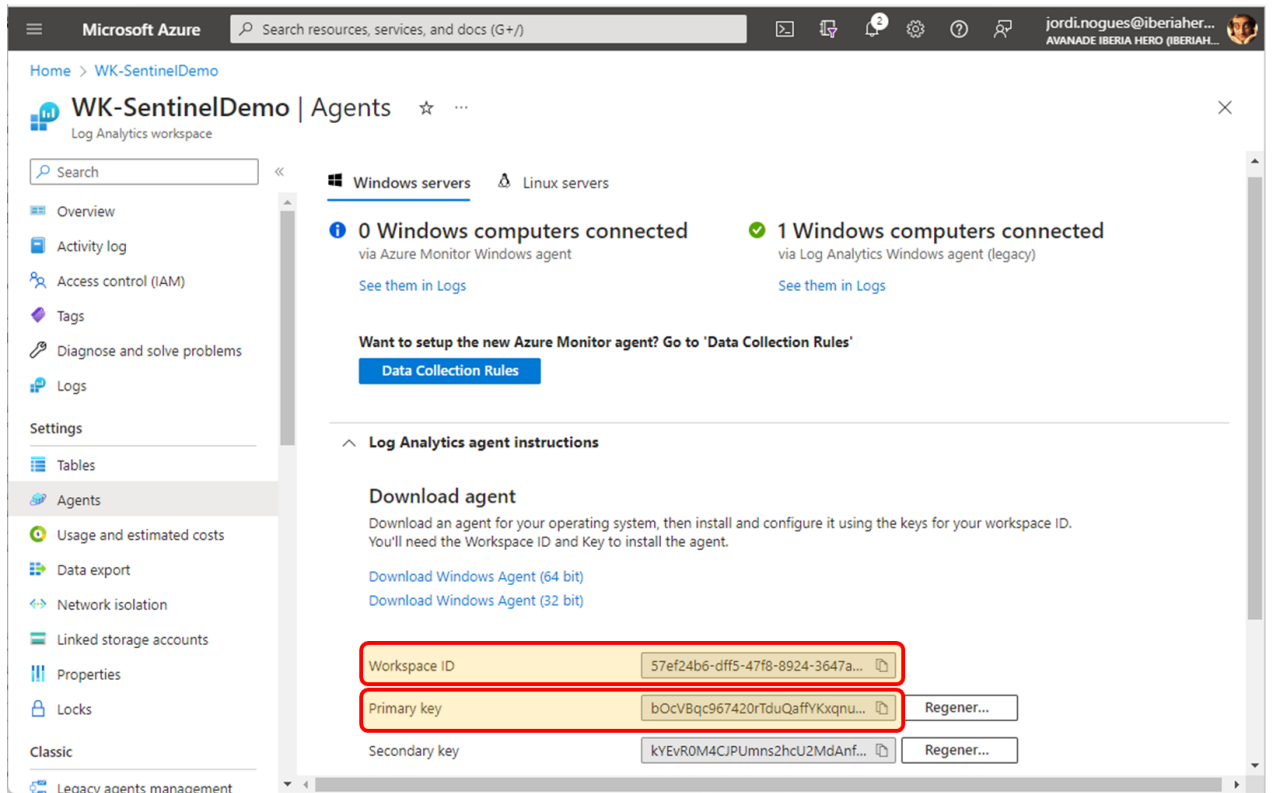 Microsoft Azure
Search resources, services, and docs (G+/)
2
jordi.nogues@iberiaher...
AVANADE IBERIA HERO (IBERIAH...
Home > WK-SentinelDemo
WK-SentinelDemo | Agents
Log Analytics workspace
Search
Overview
Activity log
Access control (IAM)
Tags
Diagnose and solve problems
Logs
Settings
Tables
Agents
Usage and estimated costs
Data export
Network isolation
Linked storage accounts
Properties
Locks
Classic
Legacy agents management
Windows servers
Linux servers
0 Windows computers connected
via Azure Monitor Windows agent
See them in Logs
1 Windows computers connected
via Log Analytics Windows agent (legacy)
See them in Logs
Want to setup the new Azure Monitor agent? Go to 'Data Collection Rules'
Data Collection Rules
Log Analytics agent instructions
Download agent
Download an agent for your operating system, then install and configure it using the keys for your workspace ID.
You'll need the Workspace ID and Key to install the agent.
Download Windows Agent (64 bit)
Download Windows Agent (32 bit)
Workspace ID 57ef24b6-dff5-47f8-8924-3647a...
Primary key bOcVBqc967420rTduQaffYKxqnu... Regener...
Secondary key kYEvR0M4CJPUmns2hcU2MdAnf... Regener...